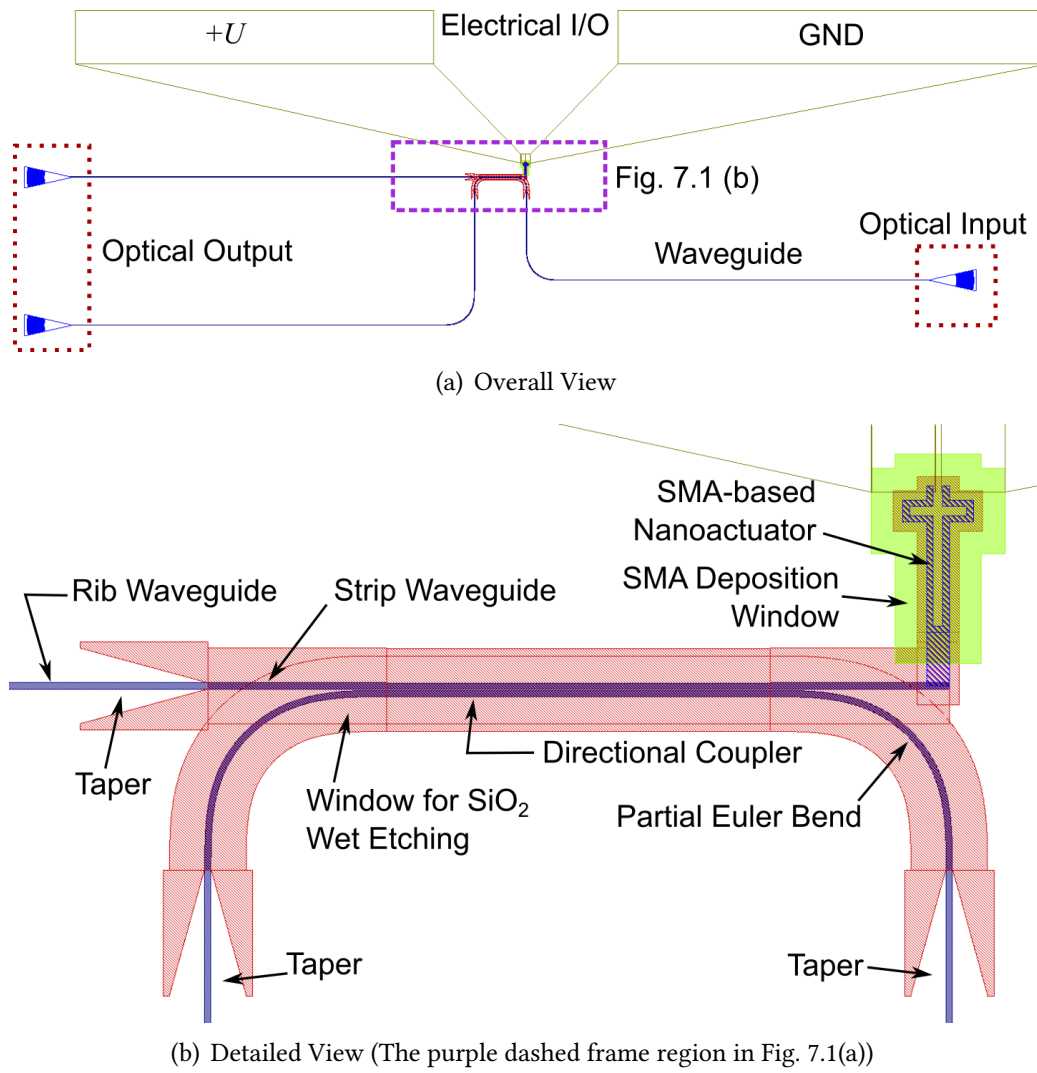 +U
Electrical I/O
GND
Fig. 7.1 (b)
Optical Output
Waveguide
Optical Input
(a) Overall View
SMA-based
Nanoactuator
SMA Deposition
Window
Rib Waveguide
Strip Waveguide
Taper
Window for SiO₂
Wet Etching
Directional Coupler
Partial Euler Bend
Taper
Taper
(b) Detailed View (The purple dashed frame region in Fig. 7.1(a))